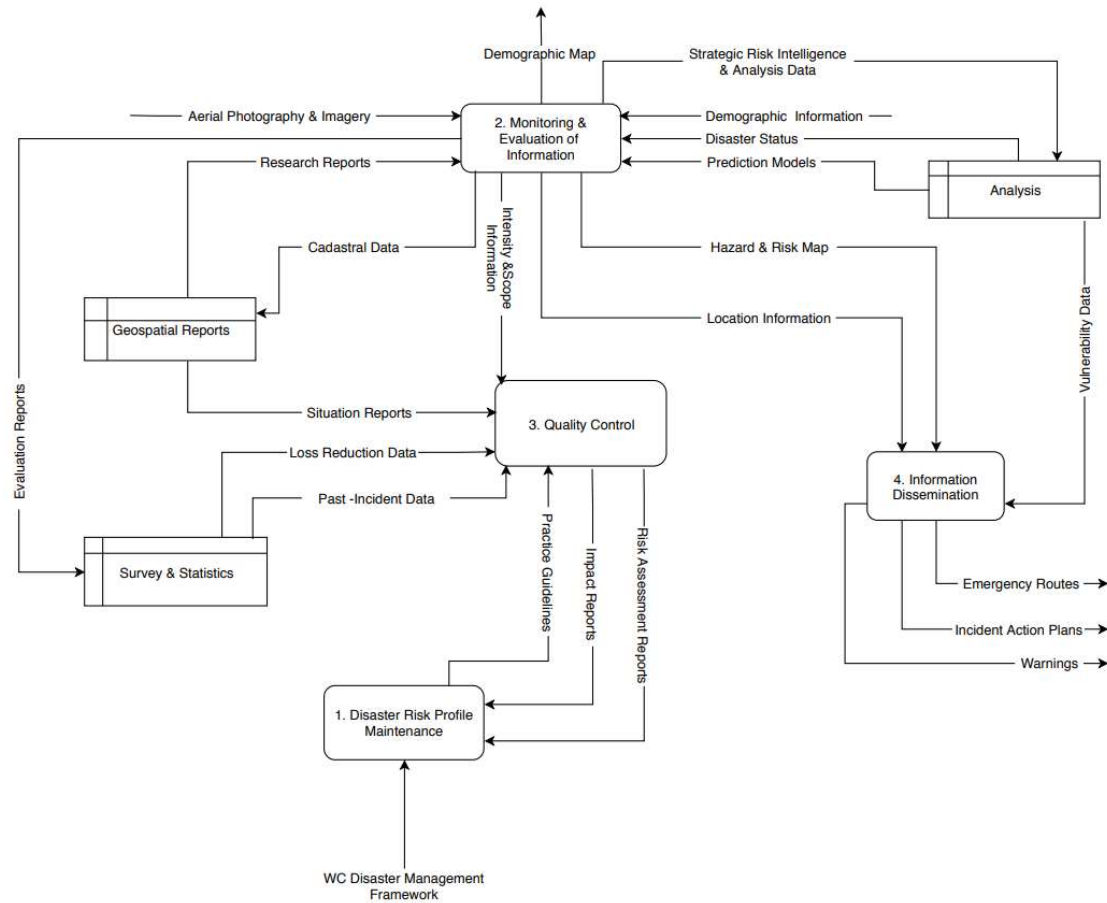 Demographic Map
Strategic Risk Intelligence
& Analysis Data
Aerial Photography & Imagery
2. Monitoring &
Evaluation of
Information
Demographic Information
Disaster Status
Research Reports
Prediction Models
Analysis
Cadastral Data
Intensity &Scope
Information
Hazard & Risk Map
Geospatial Reports
Location Information
Vulnerability Data
Evaluation Reports
Situation Reports
3. Quality Control
Loss Reduction Data
Past -Incident Data
4. Information
Dissemination
Survey & Statistics
Practice Guidelines
Impact Reports
Risk Assessment Reports
Emergency Routes
Incident Action Plans
Warnings
1. Disaster Risk Profile
Maintenance
WC Disaster Management
Framework